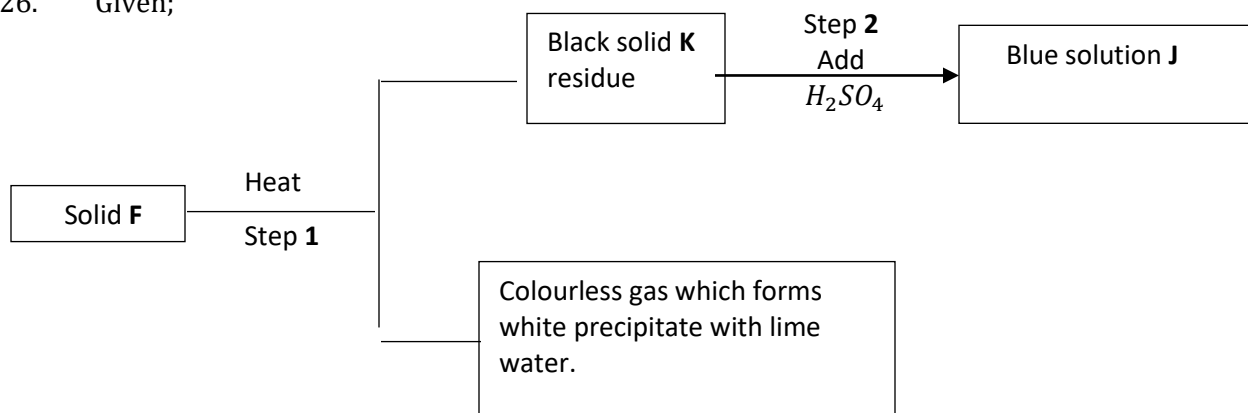 26. Given;
Black solid K
residue
Step 2
Add
H₂SO₄
Blue solution J
Solid F
Heat
Step 1
Colourless gas which forms
white precipitate with lime
water.